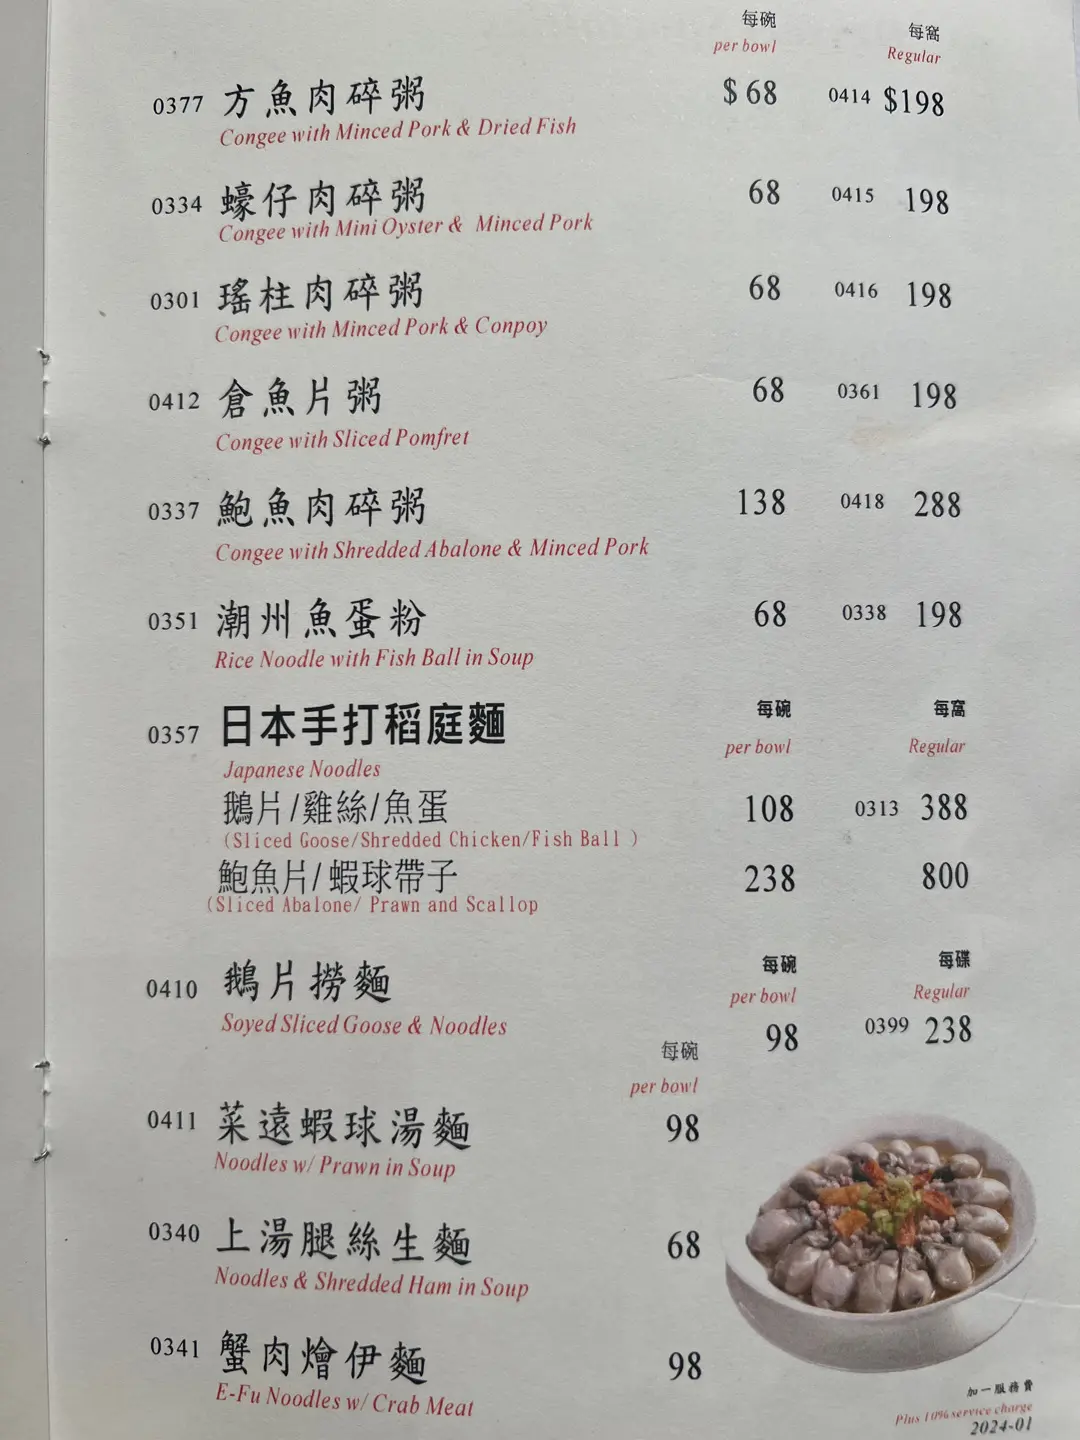 每碗 每窩
per bowl Regular
0377 方魚肉碎粥 $68 0414 $198
Congee with Minced Pork & Dried Fish
0334 蠔仔肉碎粥 68 0415 198
Congee with Mini Oyster & Minced Pork
0301 瑤柱肉碎粥 68 0416 198
Congee with Minced Pork & Conpoy
0412 倉魚片粥 68 0361 198
Congee with Sliced Pomfret
0337 鮑魚肉碎粥 138 0418 288
Congee with Shredded Abalone & Minced Pork
0351 潮州魚蛋粉 68 0338 198
Rice Noodle with Fish Ball in Soup
0357 日本手打稻庭麵 每碗 每窩
Japanese Noodles per bowl Regular
鵝片/雞絲/魚蛋 108 0313 388
(Sliced Goose/Shredded Chicken/Fish Ball )
鮑魚片/蝦球帶子 238 800
(Sliced Abalone/ Prawn and Scallop
每碗 每碟
per bowl Regular
0410 鵝片撈麵 98 0399 238
Soyed Sliced Goose & Noodles
每碗
per bowl
0411 菜遠蝦球湯麵 98
Noodles w/ Prawn in Soup
0340 上湯腿絲生麵 68
Noodles & Shredded Ham in Soup
0341 蟹肉燴伊麵 98
E-Fu Noodles w/ Crab Meat
加一服務費
Plus 10% service charge
2024-01